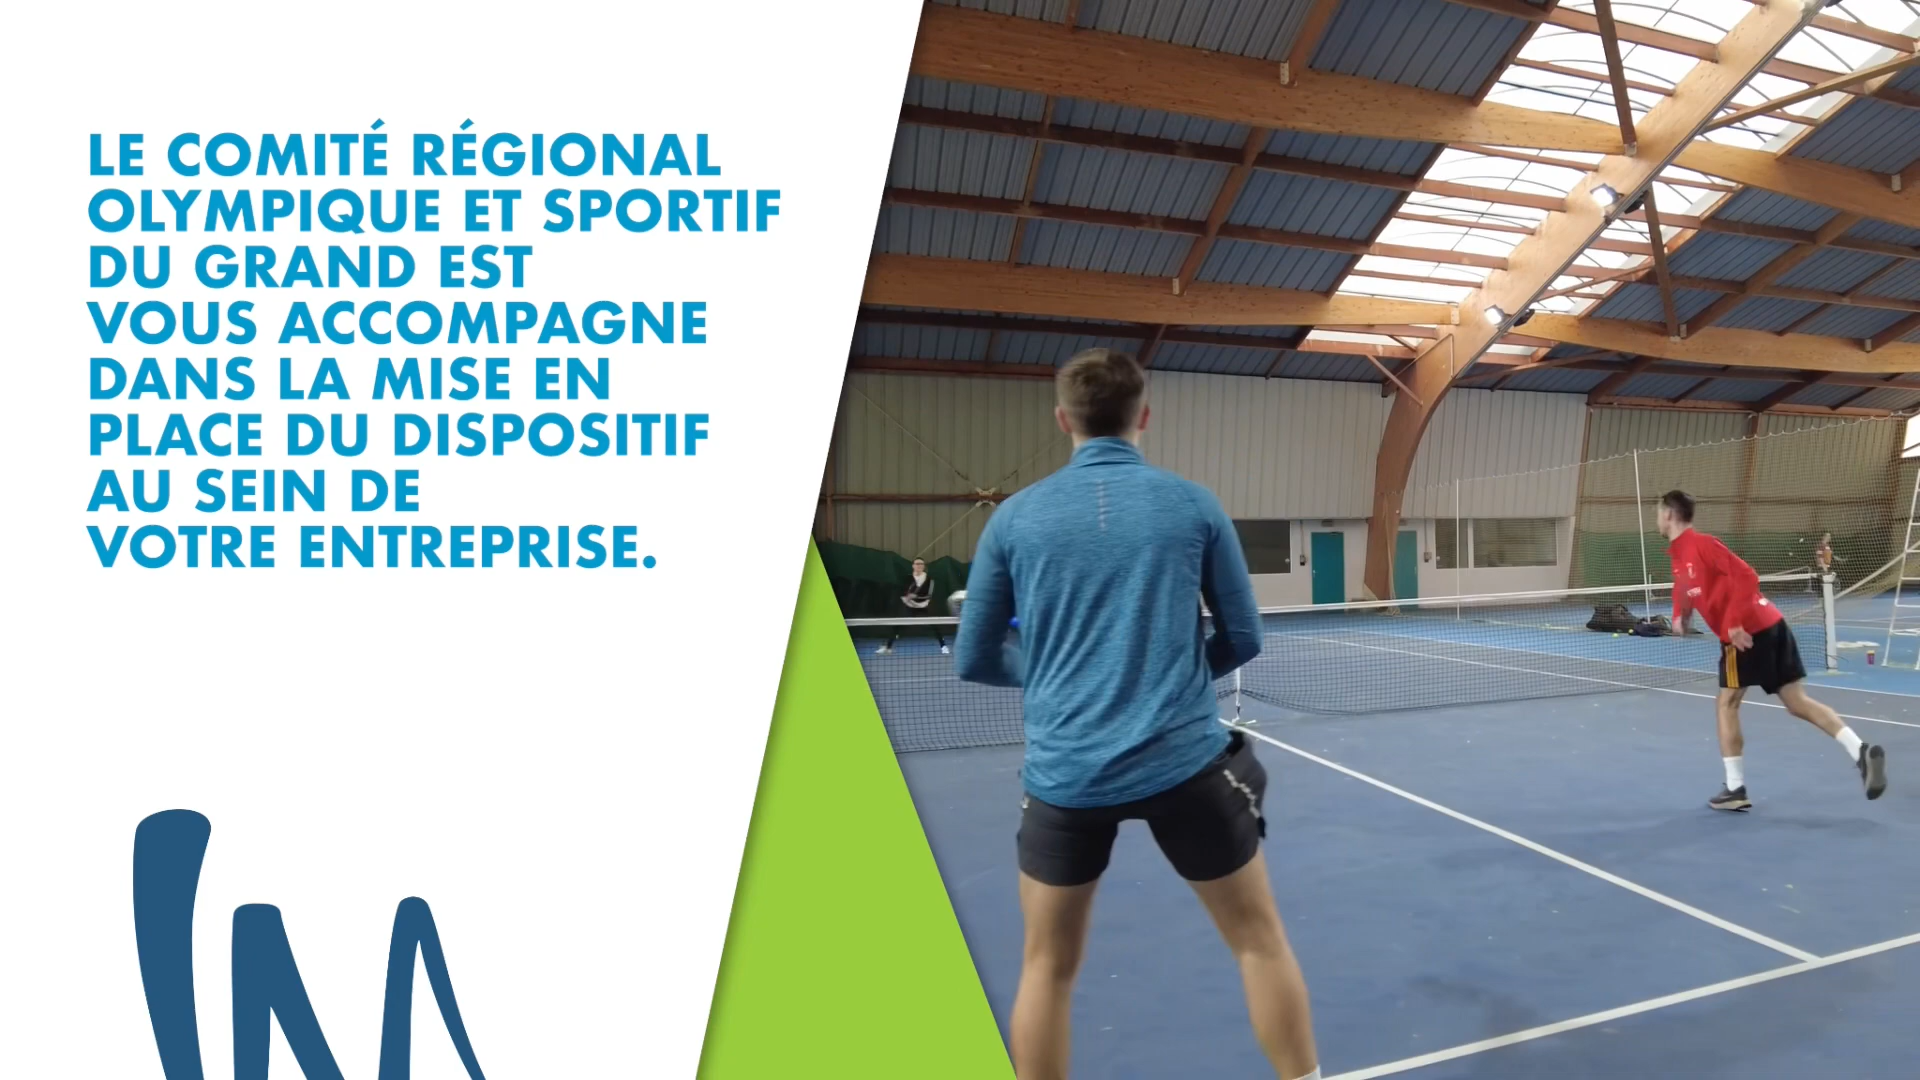 LE COMITÉ RÉGIONAL
OLYMPIQUE ET SPORTIF
DU GRAND EST
VOUS ACCOMPAGNE
DANS LA MISE EN
PLACE DU DISPOSITIF
AU SEIN DE
VOTRE ENTREPRISE.